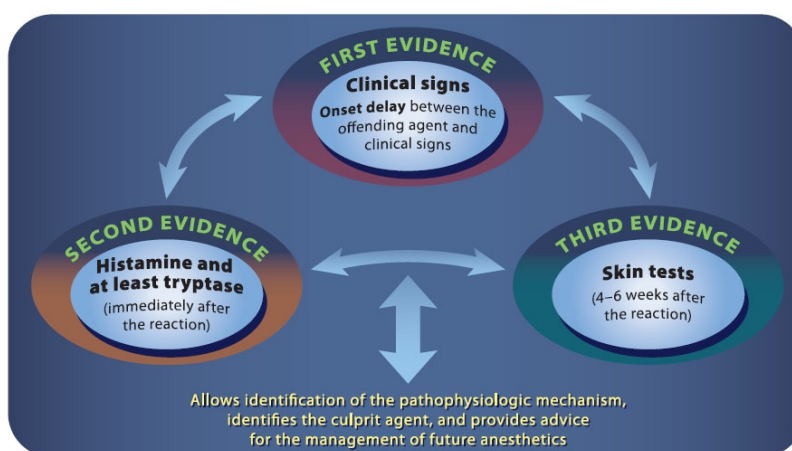 FIRST EVIDENCE
Clinical signs
Onset delay between the
offending agent and
clinical signs
SECOND EVIDENCE
Histamine and
at least tryptase
(immediately after
the reaction)
THIRD EVIDENCE
Skin tests
(4–6 weeks after
the reaction)
Allows identification of the pathophysiologic mechanism,
identifies the culprit agent, and provides advice
for the management of future anesthetics